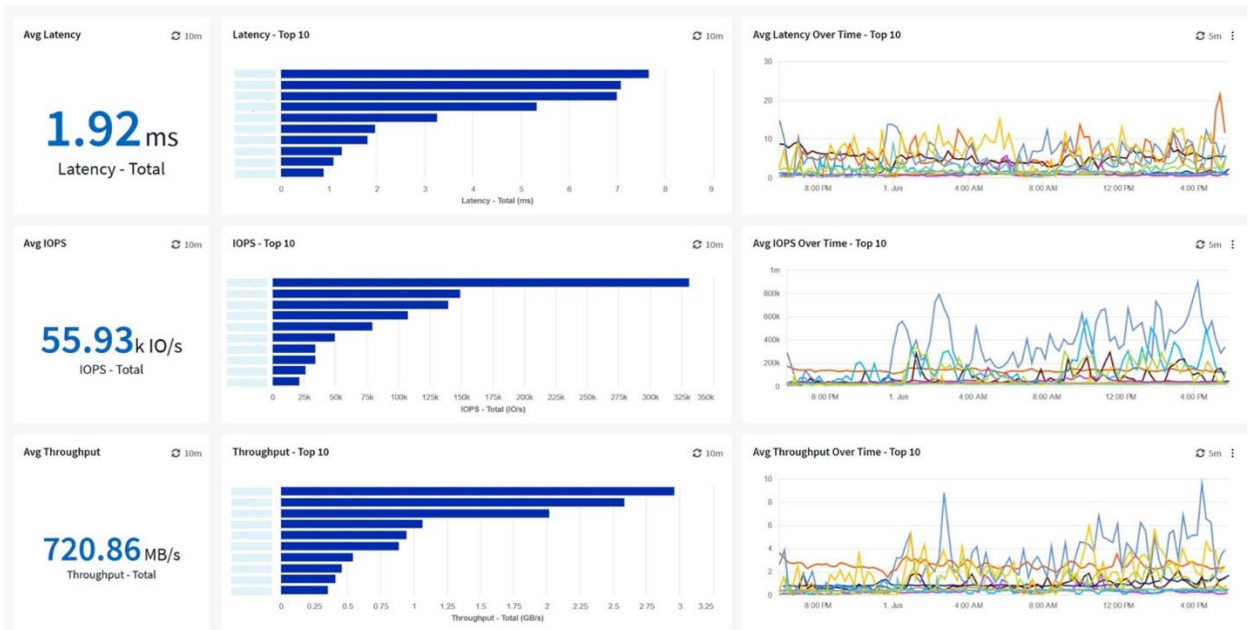 Avg Latency
10m
1.92 ms
Latency - Total
Latency - Top 10
10m
0 1 2 3 4 5 6 7 8 9
Latency - Total (ms)
Avg Latency Over Time - Top 10
5m
30
20
10
0
8:00 PM 1. Jun 4:00 AM 8:00 AM 12:00 PM 4:00 PM
Avg IOPS
10m
55.93k IO/s
IOPS - Total
IOPS - Top 10
10m
0 25k 50k 75k 100k 125k 150k 175k 200k 225k 250k 275k 300k 325k 350k
IOPS - Total (IO/s)
Avg IOPS Over Time - Top 10
5m
1m
800k
600k
400k
200k
0
8:00 PM 1. Jun 4:00 AM 8:00 AM 12:00 PM 4:00 PM
Avg Throughput
10m
720.86 MB/s
Throughput - Total
Throughput - Top 10
10m
0 0.25 0.5 0.75 1 1.25 1.5 1.75 2 2.25 2.5 2.75 3 3.25
Throughput - Total (GB/s)
Avg Throughput Over Time - Top 10
5m
10
8
6
4
2
0
8:00 PM 1. Jun 4:00 AM 8:00 AM 12:00 PM 4:00 PM